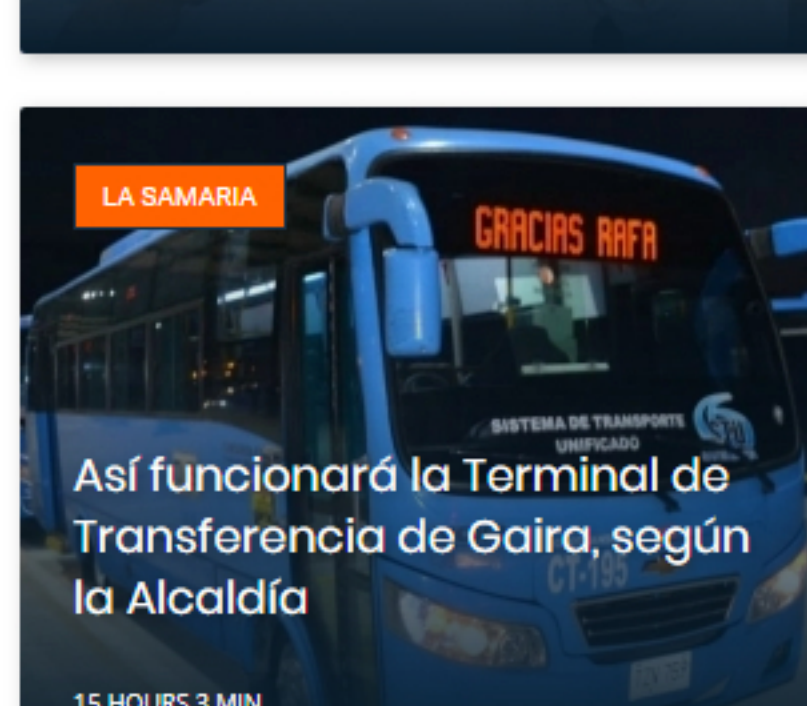 LA SAMARIA
GRACIAS RAFA
SISTEMA DE TRANSPORTE
UNIFICADO
Así funcionará la Terminal de
Transferencia de Gaira, según
la Alcaldía
CT-195
15 HOURS 3 MIN